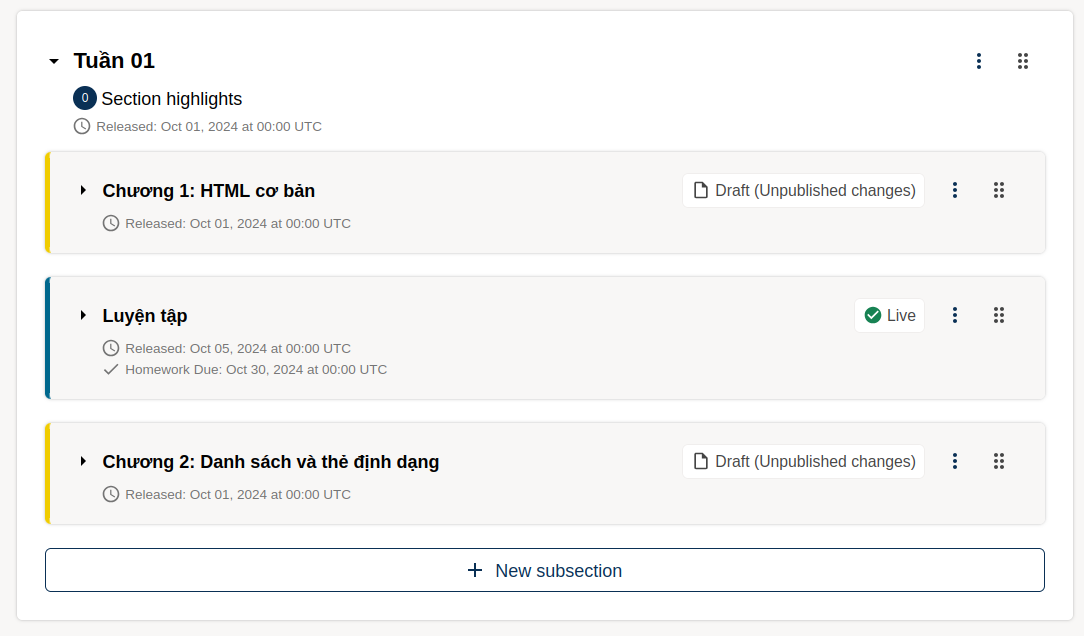 Tuần 01
0 Section highlights
Released: Oct 01, 2024 at 00:00 UTC
Chương 1: HTML cơ bản
Draft (Unpublished changes)
Released: Oct 01, 2024 at 00:00 UTC
Luyện tập
Live
Released: Oct 05, 2024 at 00:00 UTC
Homework Due: Oct 30, 2024 at 00:00 UTC
Chương 2: Danh sách và thẻ định dạng
Draft (Unpublished changes)
Released: Oct 01, 2024 at 00:00 UTC
+ New subsection